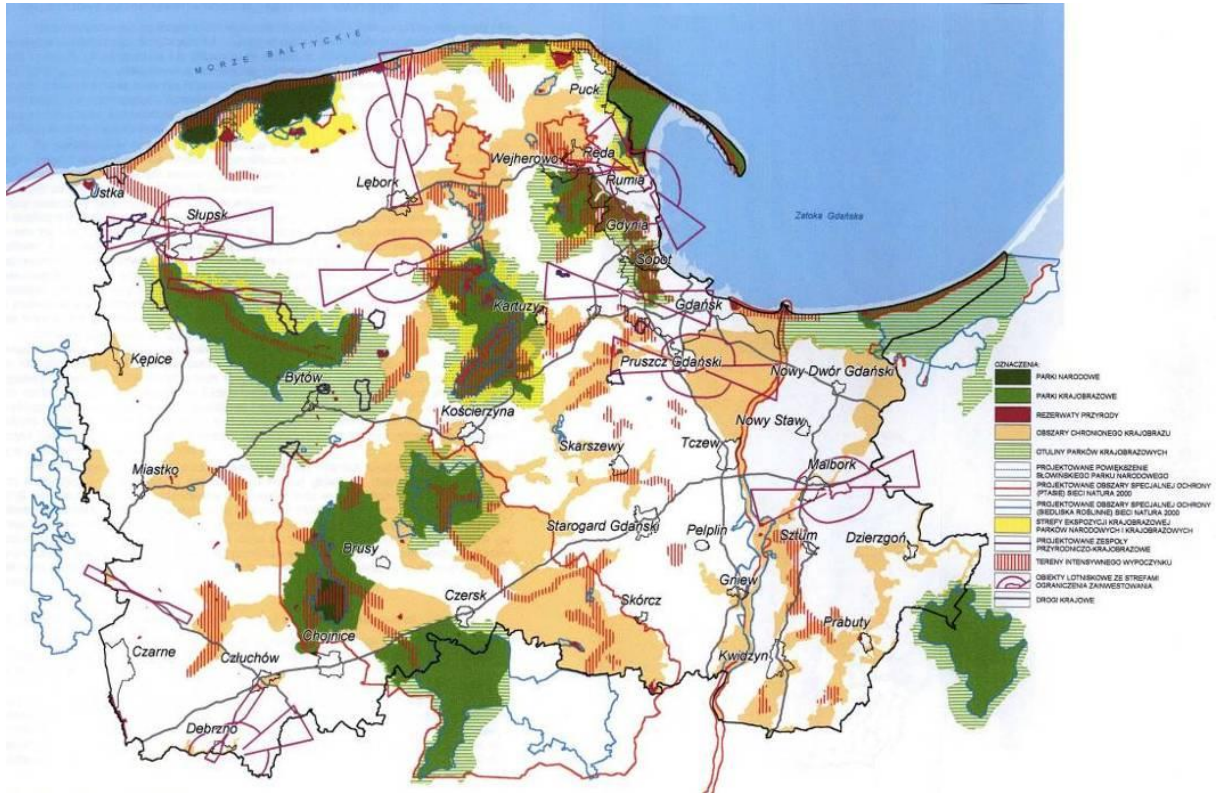 MORZE BAŁTYCKIE
Puck
Wejherowo
Reda
Rumia
Ustka
Lębork
Słupsk
Gdynia
Zatoka Gdańska
Sopot
Kartuzy
Gdańsk
Kępice
Pruszcz Gdański
Nowy Dwór Gdański
Bytów
Kościerzyna
Nowy Staw
Skarszewy
Tczew
Miastko
Malbork
Starogard Gdański
Pelplin
Brusy
Sztum
Dzierzgoń
Gniew
Czersk
Skórcz
Prabuty
Chojnice
Czarne
Człuchów
Kwidzyn
Debrzno
OZNACZENIA:
PARKI NARODOWE
PARKI KRAJOBRAZOWE
REZERWATY PRZYRODY
OBSZARY CHRONIONEGO KRAJOBRAZU
OTULINY PARKÓW KRAJOBRAZOWYCH
PROJEKTOWANE POWIĘKSZENIE
SŁOWIŃSKIEGO PARKU NARODOWEGO
PROJEKTOWANE OBSZARY SPECJALNEJ OCHRONY
(PTASIE) SIECI NATURA 2000
PROJEKTOWANE OBSZARY SPECJALNEJ OCHRONY
(SIEDLISKA ROŚLINNE) SIECI NATURA 2000
STREFY EKSPOZYCJI KRAJOBRAZOWEJ
PARKÓW NARODOWYCH I KRAJOBRAZOWYCH
PROJEKTOWANE ZESPOŁY
PRZYRODNICZO-KRAJOBRAZOWE
TERENY INTENSYWNEGO WYPOCZYNKU
OBIEKTY LOTNISKOWE ZE STREFAMI
OGRANICZENIA ZAINWESTOWANIA
DROGI KRAJOWE